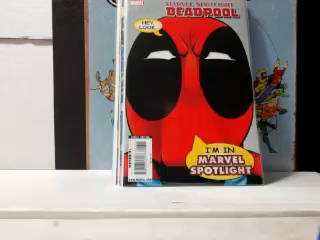 MARVEL
MARVEL SPOTLIGHT
DEADPOOL
HEY,
LOOK
I'M IN
MARVEL
SPOTLIGHT